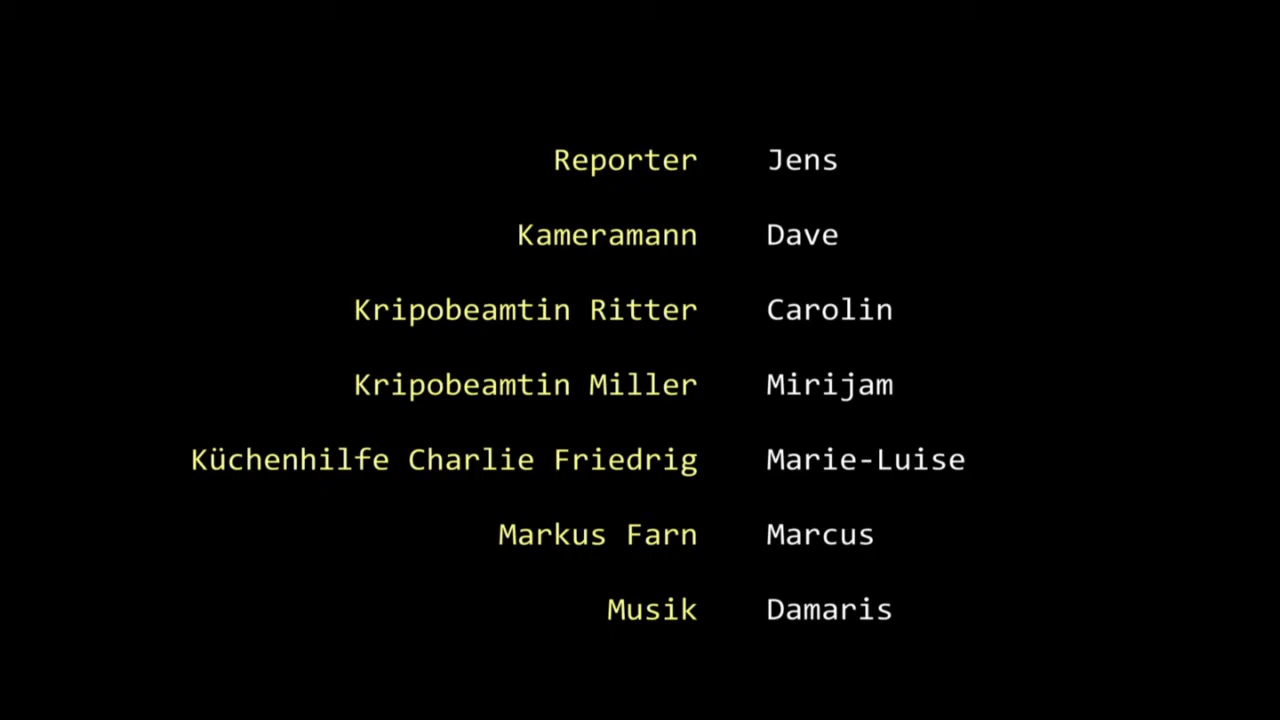 Reporter Jens
Kameramann Dave
Kripobeamtin Ritter Carolin
Kripobeamtin Miller Mirijam
Küchenhilfe Charlie Friedrig Marie-Luise
Markus Farn Marcus
Musik Damaris